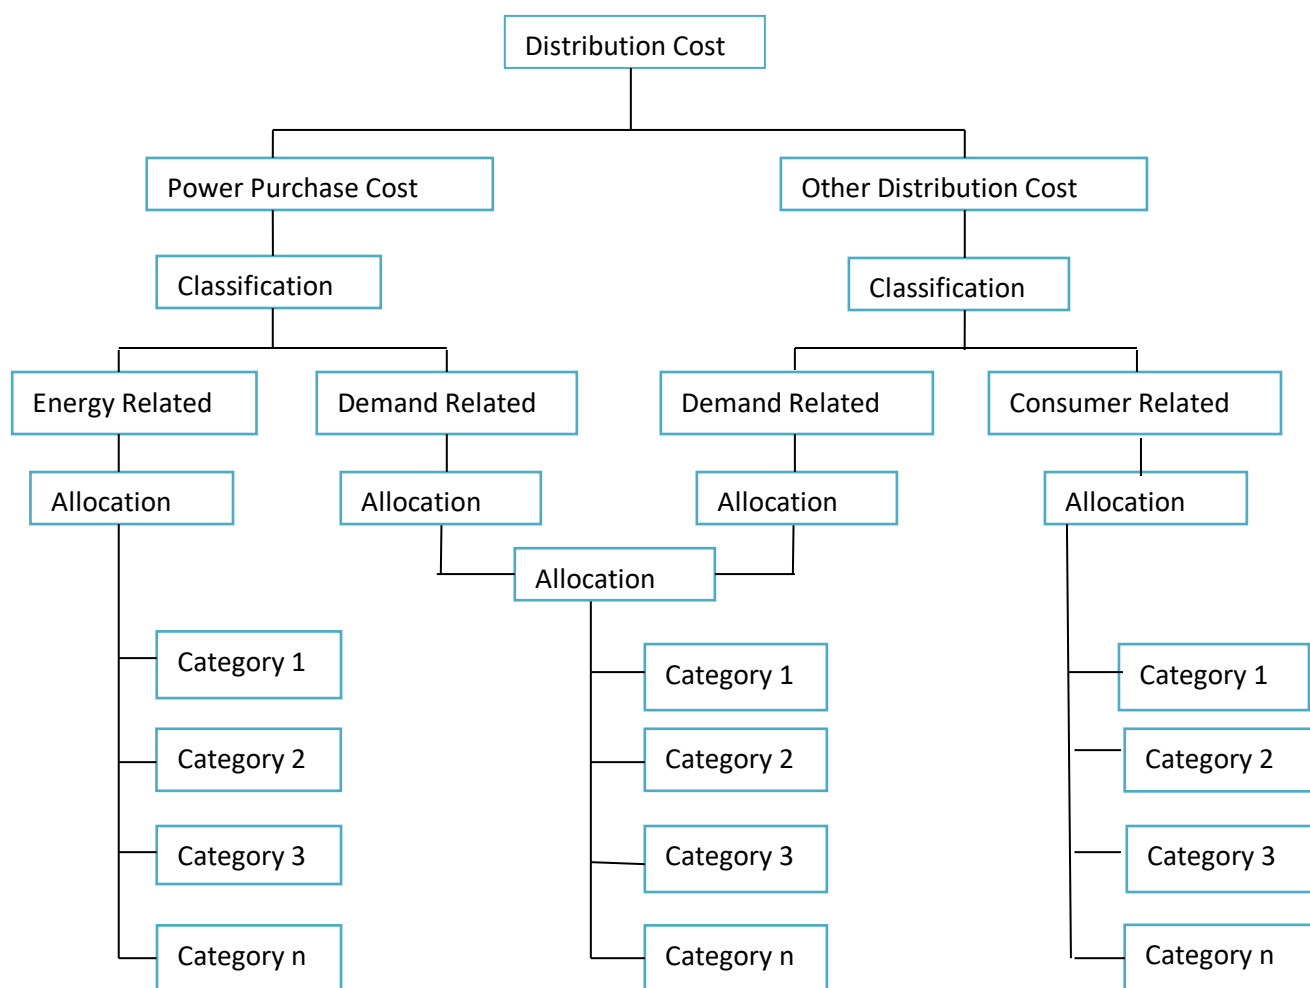 Distribution Cost
Power Purchase Cost
Other Distribution Cost
Classification
Classification
Energy Related
Demand Related
Demand Related
Consumer Related
Allocation
Allocation
Allocation
Allocation
Allocation
Category 1
Category 2
Category 3
Category n
Category 1
Category 2
Category 3
Category n
Category 1
Category 2
Category 3
Category n